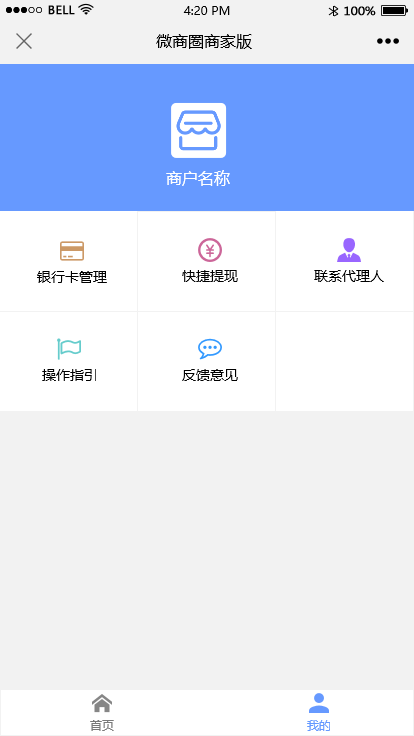 BELL 4:20 PM 100%
微商圈商家版
商户名称
银行卡管理 快捷提现 联系代理人
操作指引 反馈意见
首页 我的